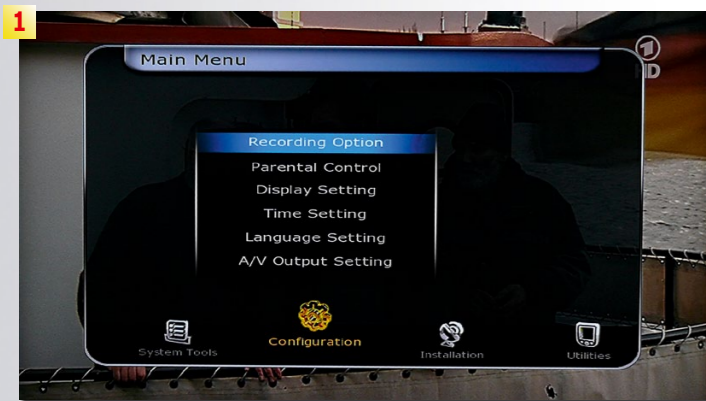 1
Main Menu
1
HD
Recording Option
Parental Control
Display Setting
Time Setting
Language Setting
A/V Output Setting
System Tools
Configuration
Installation
Utilities